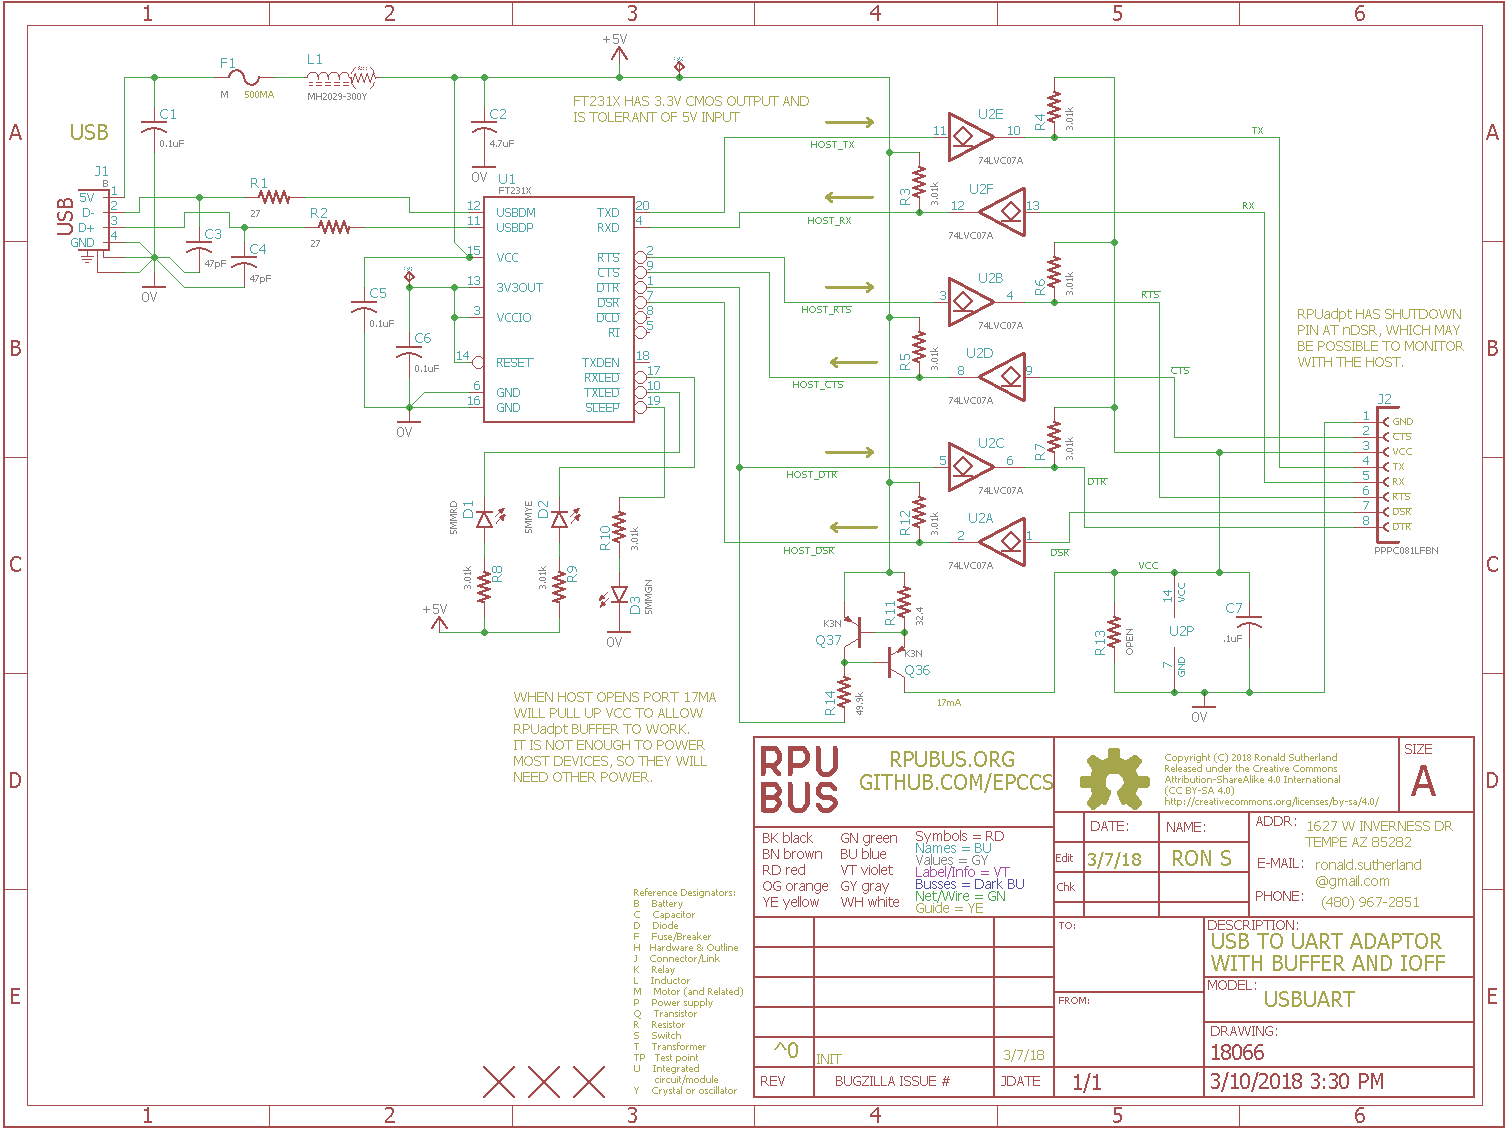 1 2 3 4 5 6
A A
B B
C C
D D
E E
1 2 3 4 5 6
USB
F1
M 500MA
L1
MH2029-300Y
+5V
C1
0.1uF
C2
4.7uF
0V
FT231X HAS 3.3V CMOS OUTPUT AND
IS TOLERANT OF 5V INPUT
J1
B
USB
5V 1
D- 2
D+ 3
GND 4
R1
27
R2
27
C3
47pF
C4
47pF
0V
C5
0.1uF
C6
0.1uF
0V
U1
FT231X
12 USBDM TXD 20
11 USBDP RXD 4
15 VCC RTS 2
CTS 9
13 3V3OUT DTR 1
DSR 7
3 VCCIO DCD 8
RI 5
14 RESET TXDEN 18
RXLED 17
6 GND TXLED 10
16 GND SLEEP 19
HOST_TX
11 U2E 10
74LVC07A
R4
3.01k
TX
R3
3.01k
HOST_RX
12 U2F 13
74LVC07A
RX
HOST_RTS
3 U2B 4
74LVC07A
R6
3.01k
RTS
R5
3.01k
HOST_CTS
8 U2D 9
74LVC07A
CTS
HOST_DTR
5 U2C 6
74LVC07A
R7
3.01k
DTR
R12
3.01k
HOST_DSR
2 U2A 1
74LVC07A
DSR
RPUadpt HAS SHUTDOWN
PIN AT nDSR, WHICH MAY
BE POSSIBLE TO MONITOR
WITH THE HOST.
J2
1 GND
2 CTS
3 VCC
4 TX
5 RX
6 RTS
7 DSR
8 DTR
PPPC081LFBN
5MMRD
D1
5MMYE
D2
R10
3.01k
3.01k
R8
3.01k
R9
D3
5MMGN
+5V
0V
K3N
Q37
R11
32.4
K3N
Q36
R14
49.9k
17mA
VCC
R13
OPEN
14 VCC
U2P
7 GND
C7
.1uF
0V
WHEN HOST OPENS PORT 17MA
WILL PULL UP VCC TO ALLOW
RPUadpt BUFFER TO WORK.
IT IS NOT ENOUGH TO POWER
MOST DEVICES, SO THEY WILL
NEED OTHER POWER.
RPU
BUS
RPUBUS.ORG
GITHUB.COM/EPCCS
Copyright (C) 2018 Ronald Sutherland
Released under the Creative Commons
Attribution-ShareAlike 4.0 International
(CC BY-SA 4.0)
http://creativecommons.org/licenses/by-sa/4.0/
SIZE
A
BK black GN green Symbols = RD
BN brown BU blue Names = BU
RD red VT violet Values = GY
OG orange GY gray Label/Info = VT
YE yellow WH white Busses = Dark BU
Net/Wire = GN
Guide = YE
DATE: NAME:
Edit 3/7/18 RON S
Chk
ADDR: 1627 W INVERNESS DR
TEMPE AZ 85282
E-MAIL: ronald.sutherland
@gmail.com
PHONE: (480) 967-2851
Reference Designators:
B Battery
C Capacitor
D Diode
F Fuse/Breaker
H Hardware & Outline
J Connector/Link
K Relay
L Inductor
M Motor (and Related)
P Power supply
Q Transistor
R Resistor
S Switch
T Transformer
TP Test point
U Integrated
circuit/module
Y Crystal or oscillator
TO:
FROM:
DESCRIPTION:
USB TO UART ADAPTOR
WITH BUFFER AND IOFF
MODEL:
USBUART
DRAWING:
18066
^0 INIT 3/7/18
REV BUGZILLA ISSUE # JDATE
1/1
3/10/2018 3:30 PM